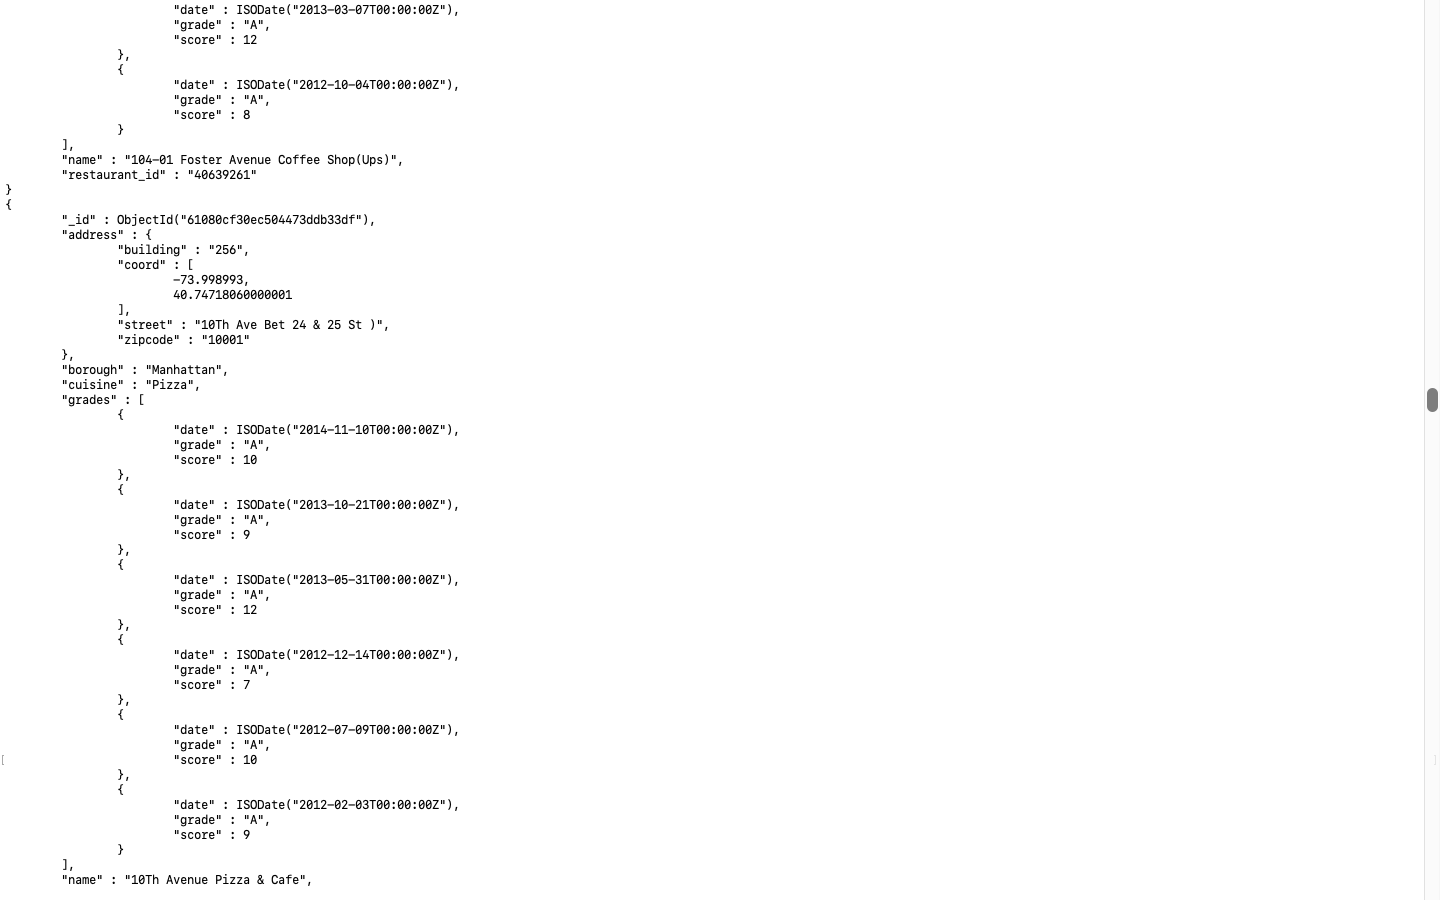 "date" : ISODate("2013-03-07T00:00:00Z"),
"grade" : "A",
"score" : 12
},
{
"date" : ISODate("2012-10-04T00:00:00Z"),
"grade" : "A",
"score" : 8
}
],
"name" : "104-01 Foster Avenue Coffee Shop(Ups)",
"restaurant_id" : "40639261"
}
{
"_id" : ObjectId("61080cf30ec504473ddb33df"),
"address" : {
"building" : "256",
"coord" : [
-73.998993,
40.74718060000001
],
"street" : "10Th Ave Bet 24 & 25 St )",
"zipcode" : "10001"
},
"borough" : "Manhattan",
"cuisine" : "Pizza",
"grades" : [
{
"date" : ISODate("2014-11-10T00:00:00Z"),
"grade" : "A",
"score" : 10
},
{
"date" : ISODate("2013-10-21T00:00:00Z"),
"grade" : "A",
"score" : 9
},
{
"date" : ISODate("2013-05-31T00:00:00Z"),
"grade" : "A",
"score" : 12
},
{
"date" : ISODate("2012-12-14T00:00:00Z"),
"grade" : "A",
"score" : 7
},
{
"date" : ISODate("2012-07-09T00:00:00Z"),
"grade" : "A",
[ "score" : 10 ]
},
{
"date" : ISODate("2012-02-03T00:00:00Z"),
"grade" : "A",
"score" : 9
}
],
"name" : "10Th Avenue Pizza & Cafe",